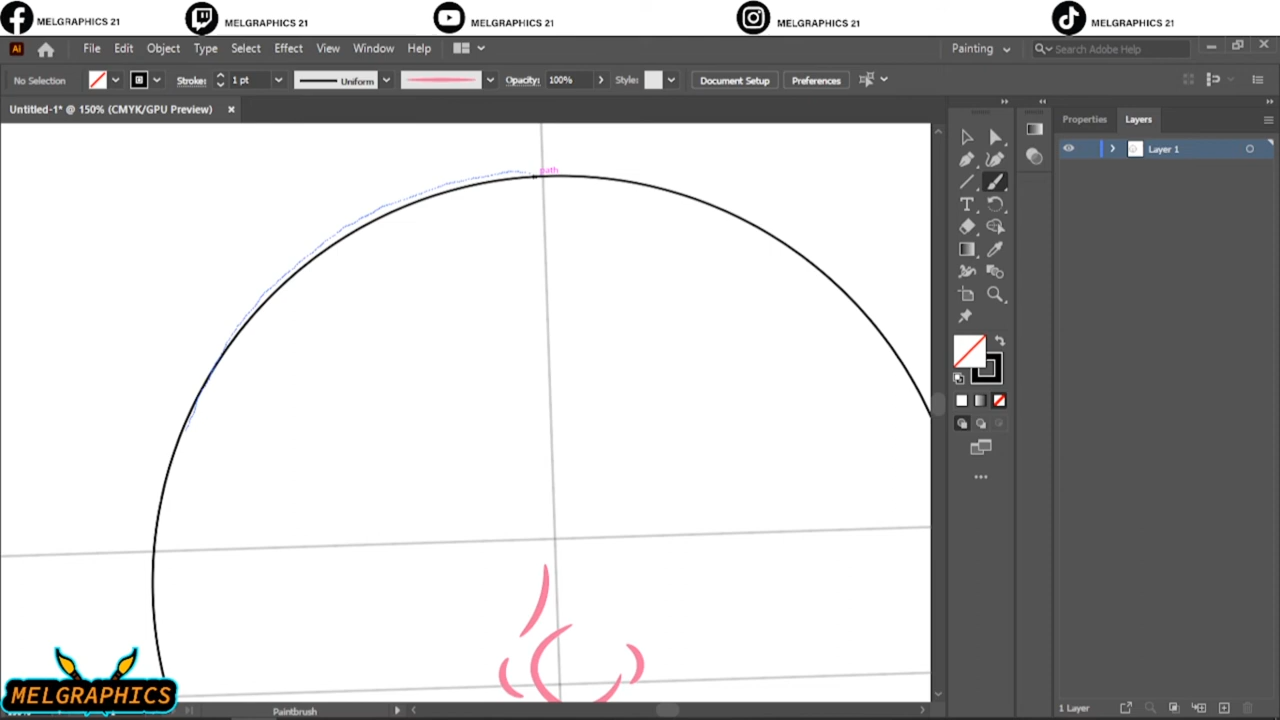 MELGRAPHICS 21
MELGRAPHICS 21
MELGRAPHICS 21
MELGRAPHICS 21
MELGRAPHICS 21
Ai File Edit Object Type Select Effect View Window Help
Painting
Search Adobe Help
No Selection
Stroke: 1 pt
Uniform
Opacity: 100%
Style:
Document Setup
Preferences
Untitled-1* @ 150% (CMYK/GPU Preview)
Properties
Layers
Layer 1
path
MELGRAPHICS
Paintbrush
1 Layer